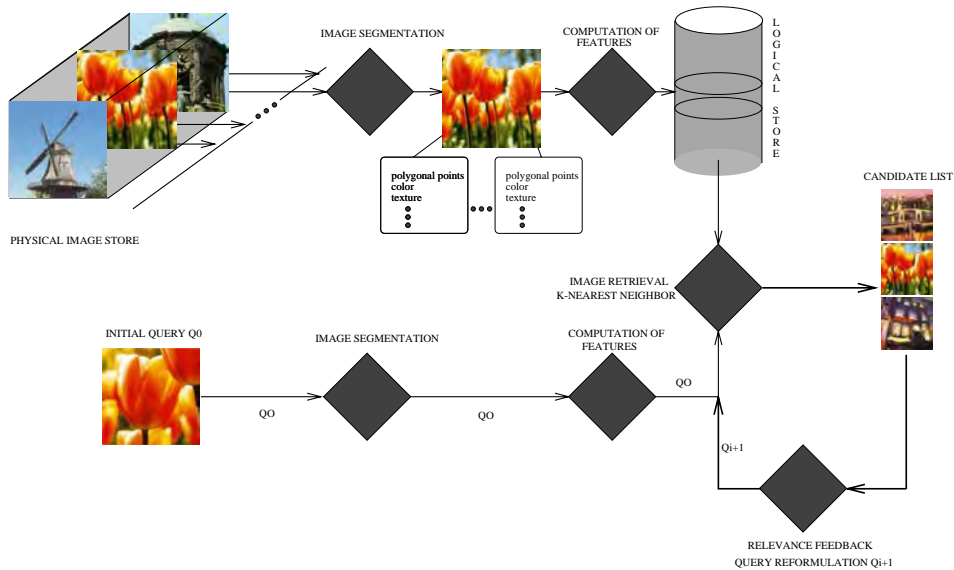 IMAGE SEGMENTATION
COMPUTATION OF
FEATURES
LOGICAL STORE
polygonal points
color
texture
polygonal points
color
texture
PHYSICAL IMAGE STORE
CANDIDATE LIST
IMAGE RETRIEVAL
K-NEAREST NEIGHBOR
INITIAL QUERY Q0
IMAGE SEGMENTATION
COMPUTATION OF
FEATURES
QO
QO
QO
Qi+1
RELEVANCE FEEDBACK
QUERY REFORMULATION Qi+1